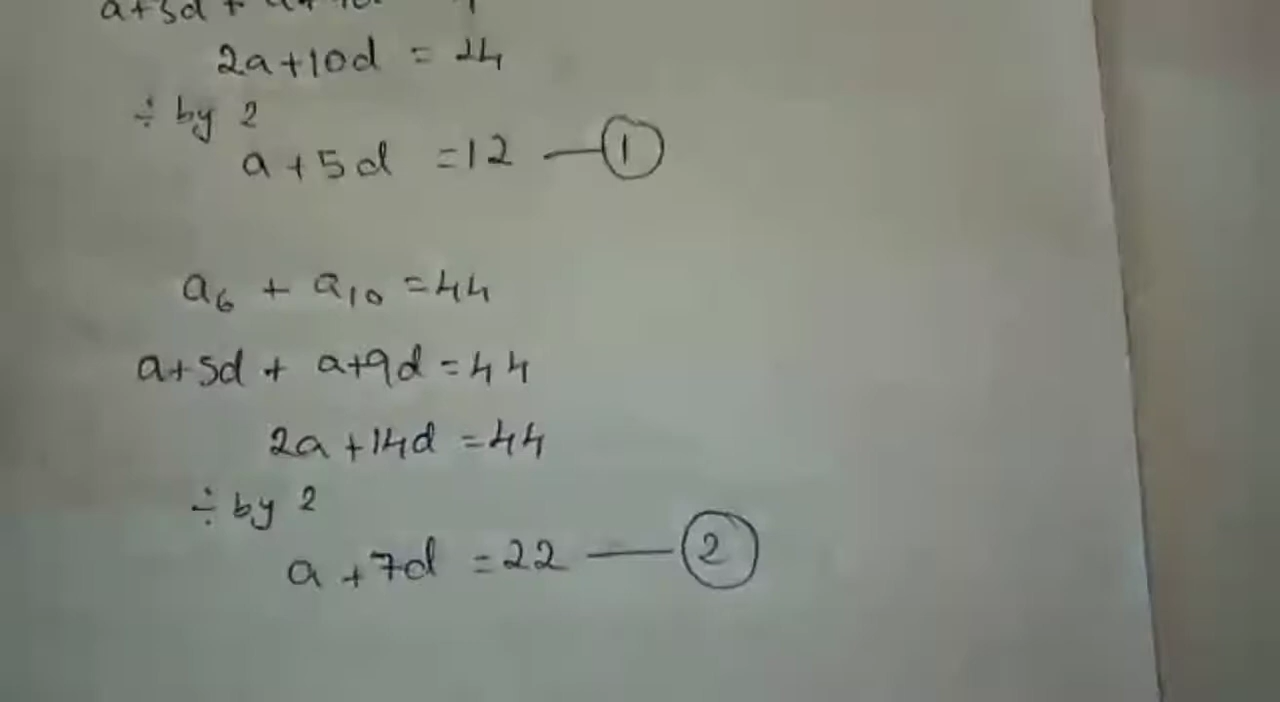 a+3d +
2a+10d = 24
÷ by 2
a+5d =12 — 1
a6 + a10 =44
a+5d + a+9d =44
2a+14d =44
÷ by 2
a+7d =22 — 2